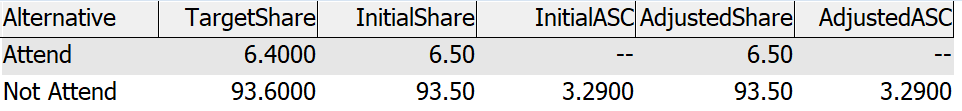 Alternative TargetShare InitialShare InitialASC AdjustedShare AdjustedASC
Attend 6.4000 6.50 -- 6.50 --
Not Attend 93.6000 93.50 3.2900 93.50 3.2900